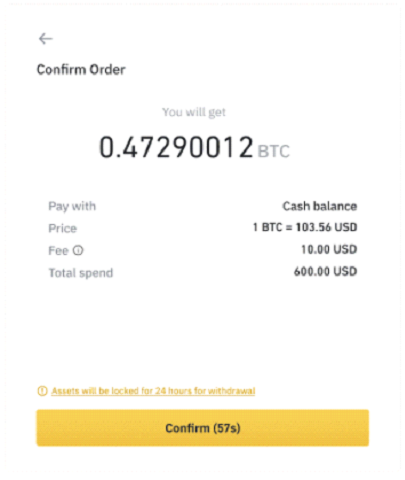 Confirm Order
You will get
0.47290012 BTC
Pay with Cash balance
Price 1 BTC = 103.56 USD
Fee 10.00 USD
Total spend 600.00 USD
Assets will be locked for 24 hours for withdrawal
Confirm (57s)